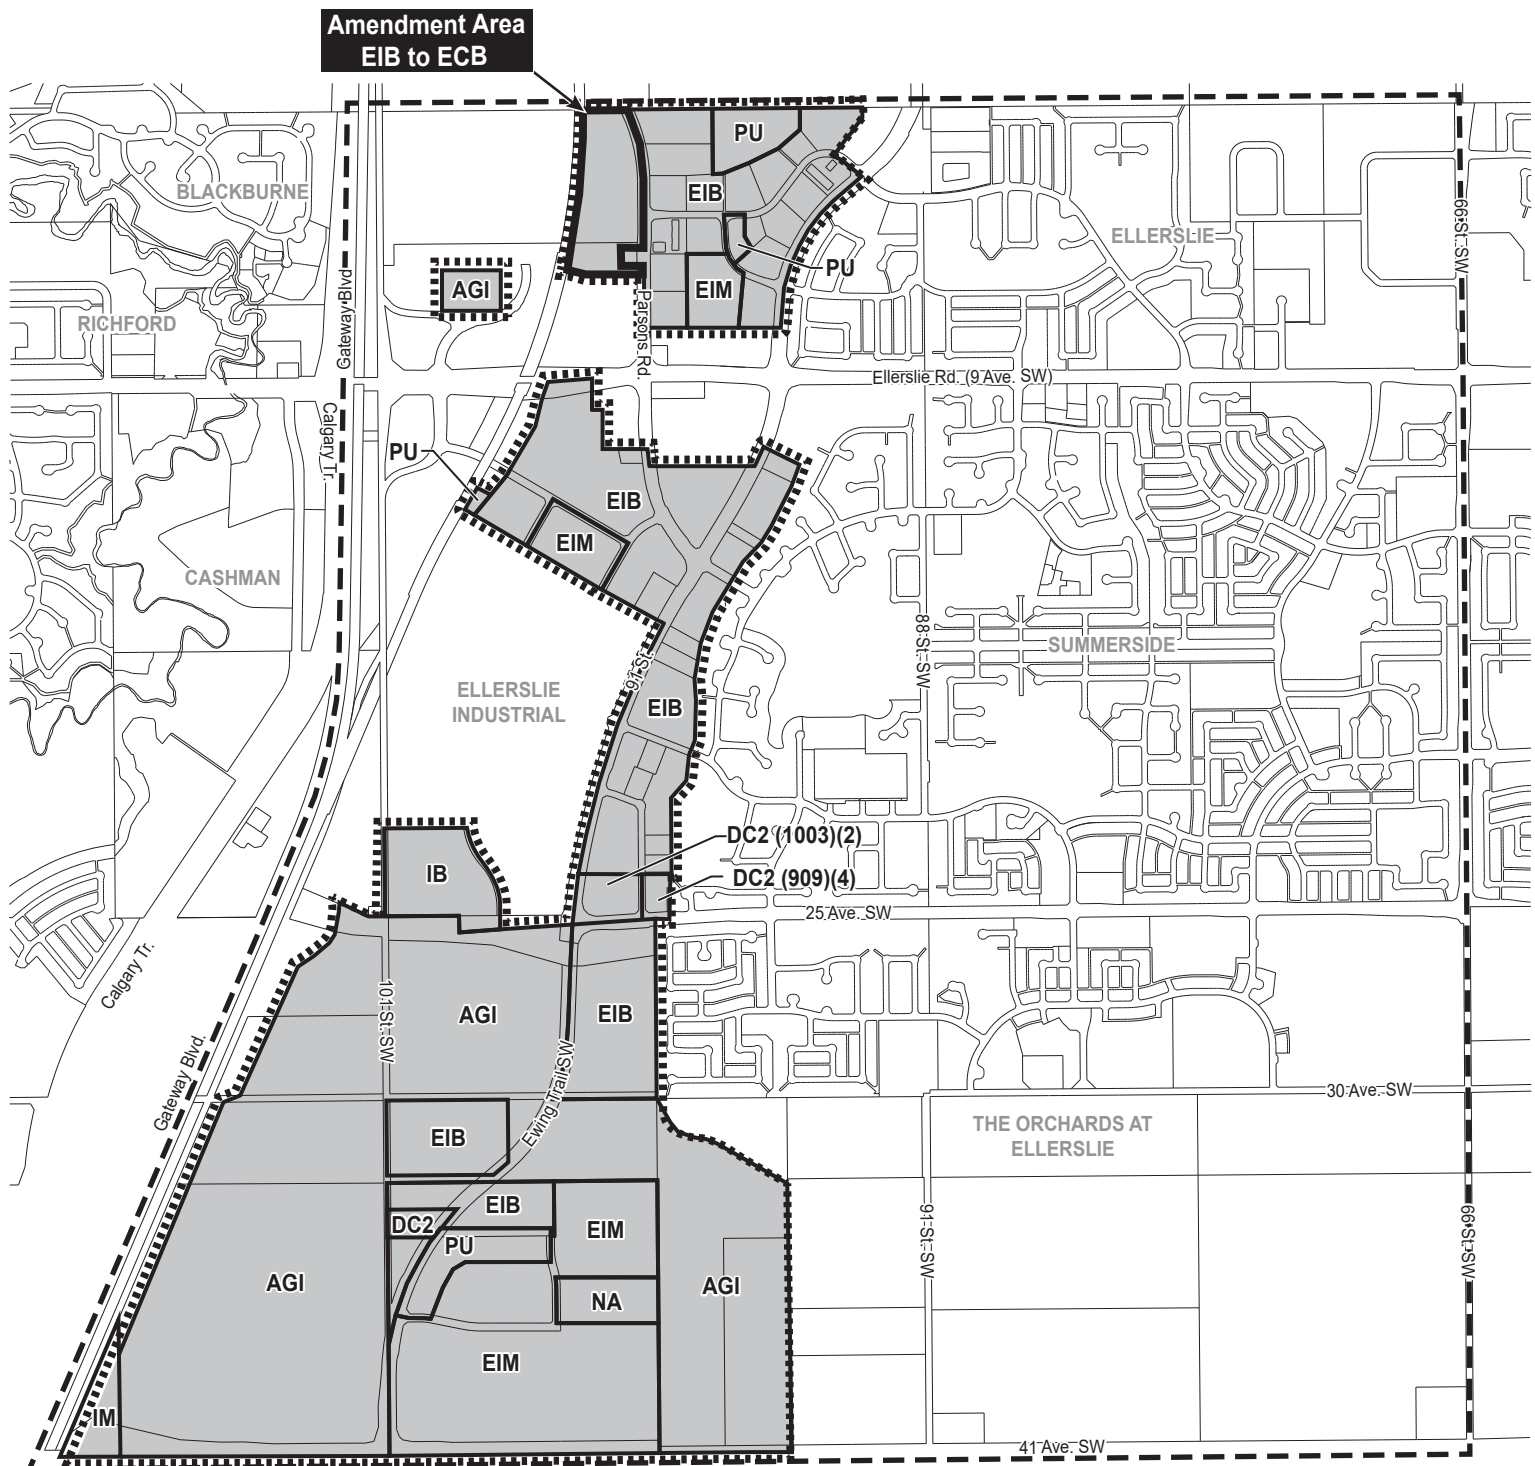 Amendment Area
EIB to ECB
PU
BLACKBURNE
EIB
66 St. SW
ELLERSLIE
PU
AGI
EIM
RICHFORD
Gateway Blvd
Parsons Rd.
Ellerslie Rd. (9 Ave. SW)
Calgary Tr.
PU
EIB
EIM
CASHMAN
88 St. SW
SUMMERSIDE
91 St.
ELLERSLIE
INDUSTRIAL
EIB
DC2 (1003)(2)
IB
DC2 (909)(4)
25 Ave. SW
Calgary Tr.
101 St. SW
AGI
EIB
Gateway Blvd.
Ewing Trail SW
30 Ave. SW
EIB
THE ORCHARDS AT
ELLERSLIE
EIB
DC2
EIM
PU
91 St. SW
66 St. SW
AGI
AGI
NA
EIM
IM
41 Ave. SW